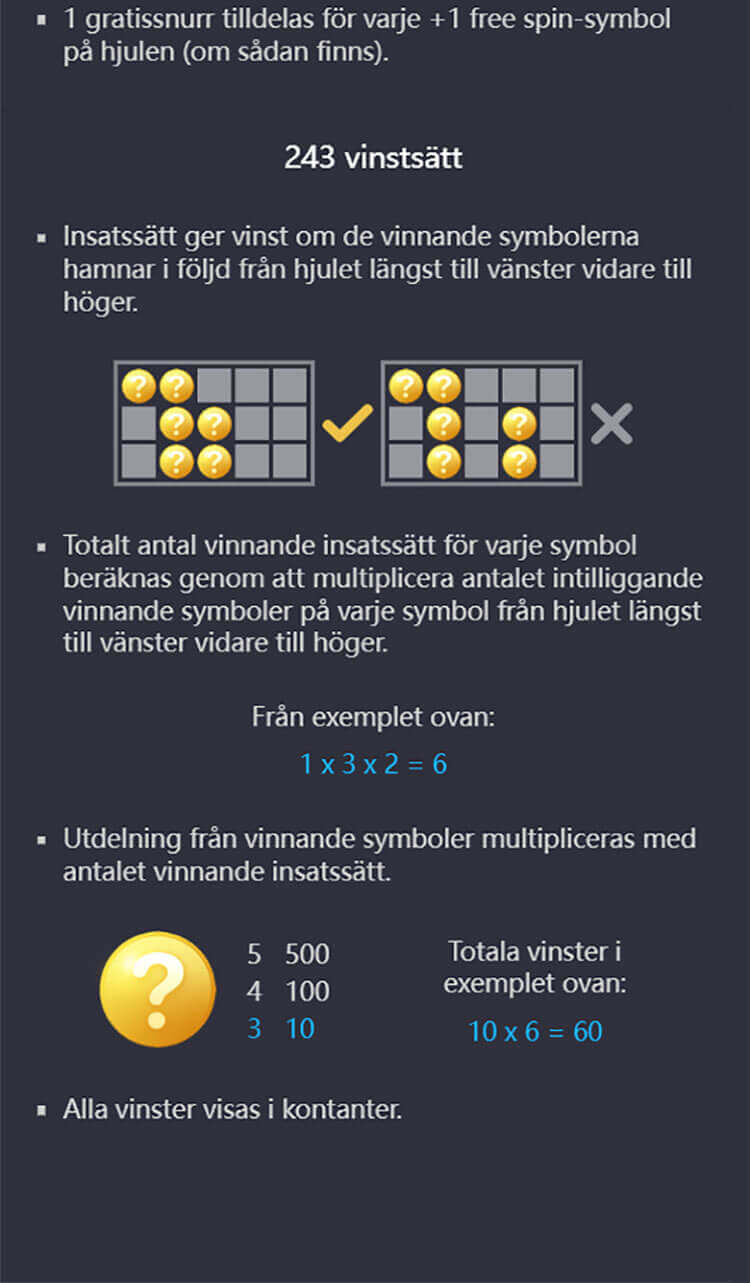 1 gratissnurr tilldelas för varje +1 free spin-symbol
på hjulen (om sådan finns).
243 vinstsätt
Insatssätt ger vinst om de vinnande symbolerna
hamnar i följd från hjulet längst till vänster vidare till
höger.
? ? ? ? ? ?
? ? ? ? ? ?
Totalt antal vinnande insatssätt för varje symbol
beräknas genom att multiplicera antalet intilliggande
vinnande symboler på varje symbol från hjulet längst
till vänster vidare till höger.
Från exemplet ovan:
1 x 3 x 2 = 6
Utdelning från vinnande symboler multipliceras med
antalet vinnande insatssätt.
?
5 500
4 100
3 10
Totala vinster i
exemplet ovan:
10 x 6 = 60
Alla vinster visas i kontanter.